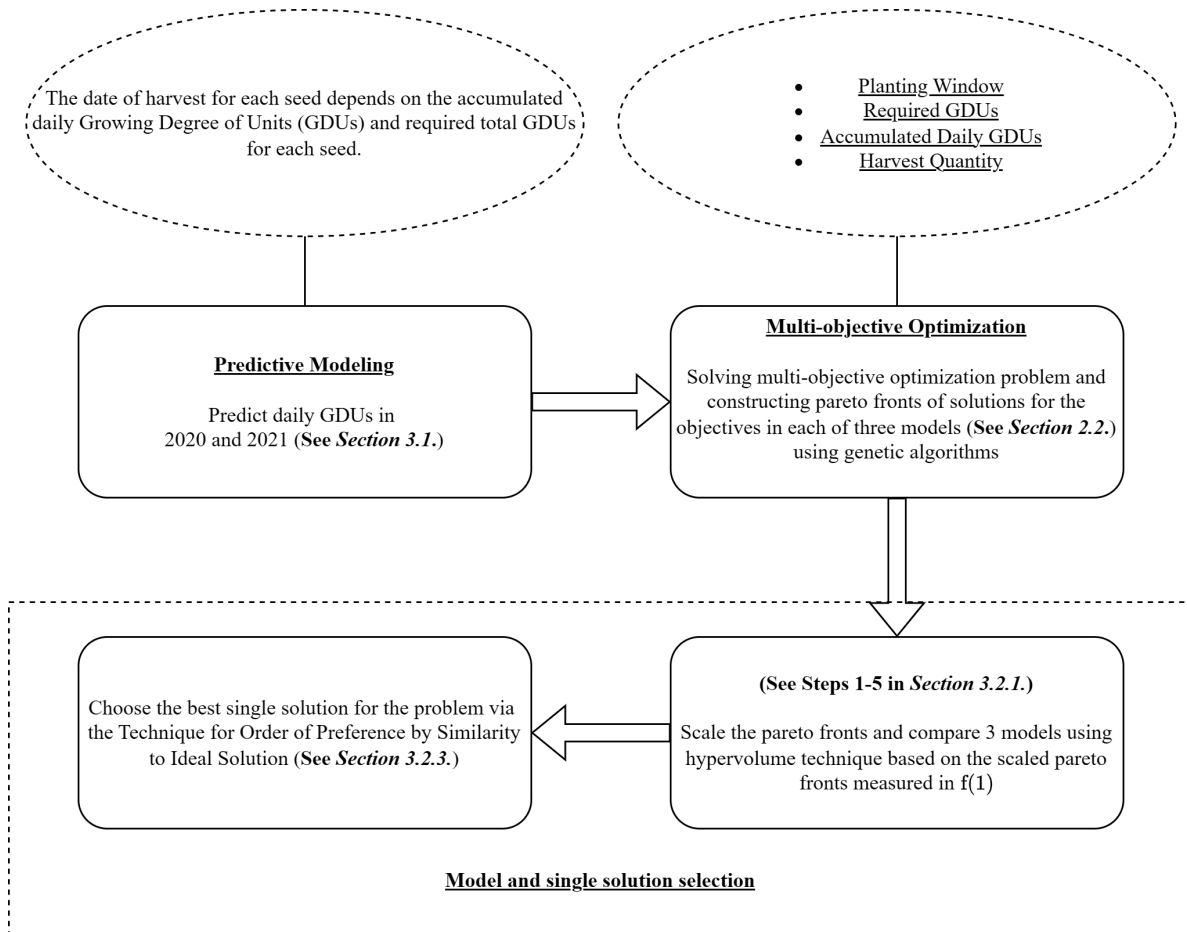 The date of harvest for each seed depends on the accumulated
daily Growing Degree of Units (GDUs) and required total GDUs
for each seed.
Planting Window
Required GDUs
Accumulated Daily GDUs
Harvest Quantity
Predictive Modeling
Predict daily GDUs in
2020 and 2021 (See Section 3.1.)
Multi-objective Optimization
Solving multi-objective optimization problem and
constructing pareto fronts of solutions for the
objectives in each of three models (See Section 2.2.)
using genetic algorithms
Choose the best single solution for the problem via
the Technique for Order of Preference by Similarity
to Ideal Solution (See Section 3.2.3.)
(See Steps 1-5 in Section 3.2.1.)
Scale the pareto fronts and compare 3 models using
hypervolume technique based on the scaled pareto
fronts measured in f(1)
Model and single solution selection